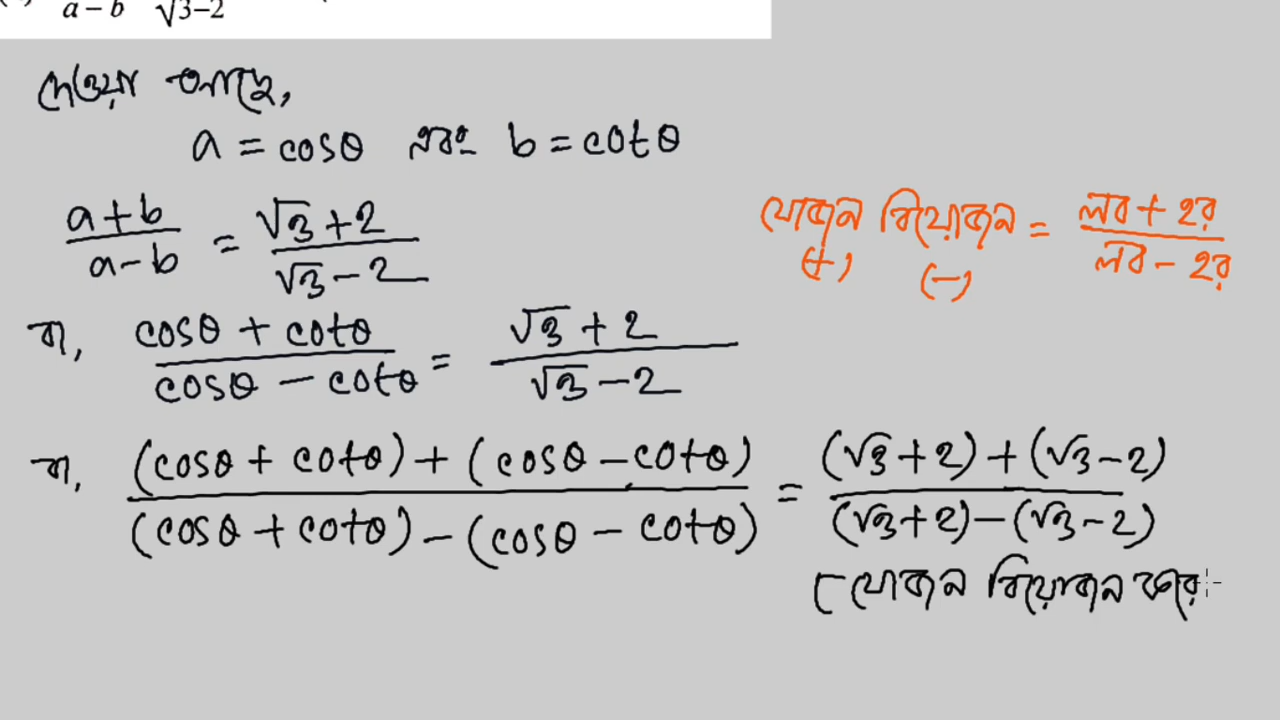 a – b √3–2
দেওয়া আছে,
a = cosθ এবং b = cotθ
a+b / a–b = √3+2 / √3–2
যোজন বিয়োজন = লব + হর / লব – হর
(+) (–)
বা, cosθ + cotθ / cosθ – cotθ = √3 + 2 / √3 – 2
বা, (cosθ + cotθ) + (cosθ – cotθ) / (cosθ + cotθ) – (cosθ – cotθ) = (√3+2) + (√3–2) / (√3+2) – (√3–2)
[যোজন বিয়োজন করে